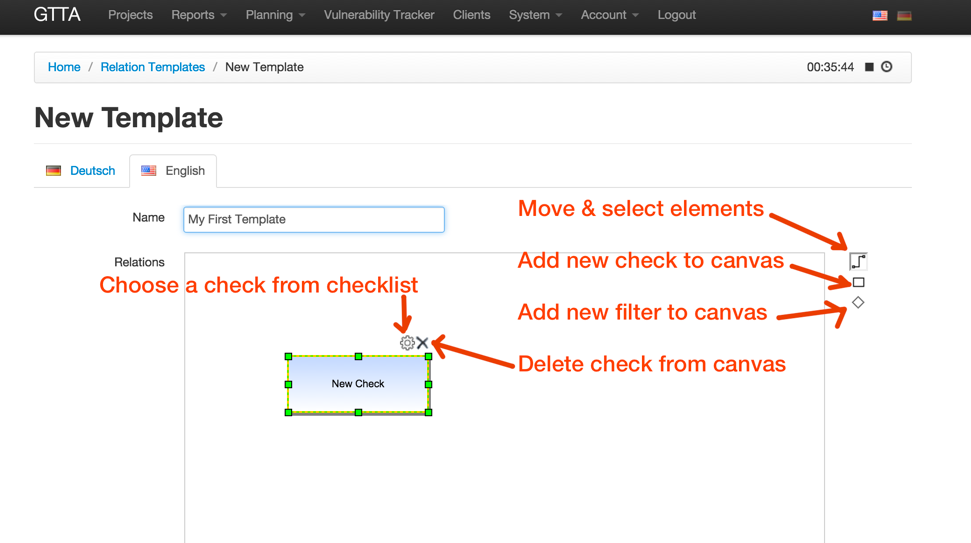 GTTA Projects Reports Planning Vulnerability Tracker Clients System Account Logout
Home / Relation Templates / New Template 00:35:44
New Template
Deutsch English
Name My First Template
Move & select elements
Relations
Add new check to canvas
Choose a check from checklist
Add new filter to canvas
Delete check from canvas
New Check